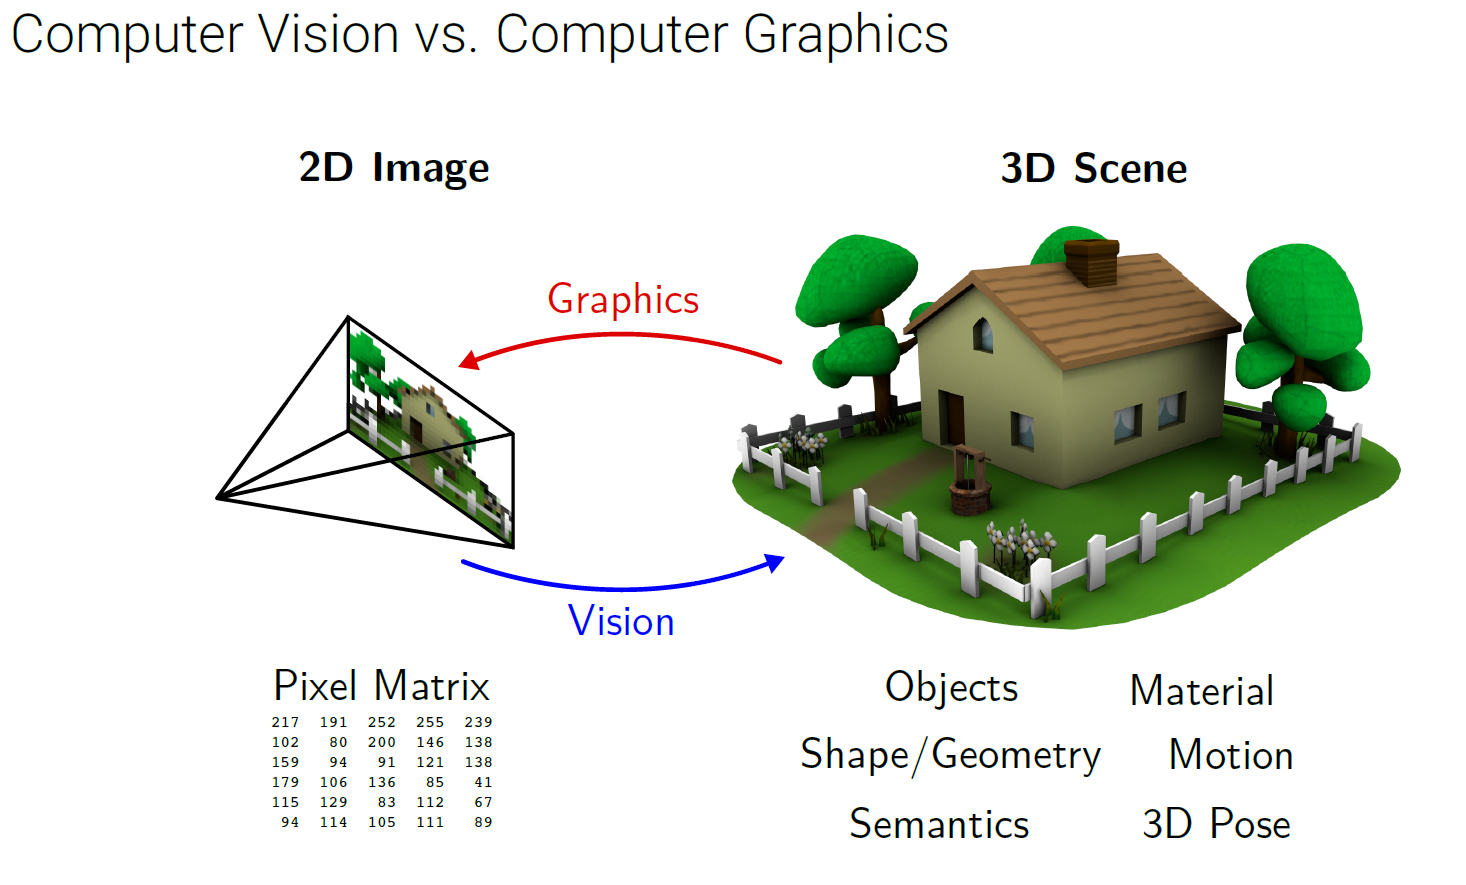 Computer Vision vs. Computer Graphics
2D Image
3D Scene
Graphics
Vision
Pixel Matrix
217 191 252 255 239
102 80 200 146 138
159 94 91 121 138
179 106 136 85 41
115 129 83 112 67
94 114 105 111 89
Objects Material
Shape/Geometry Motion
Semantics 3D Pose